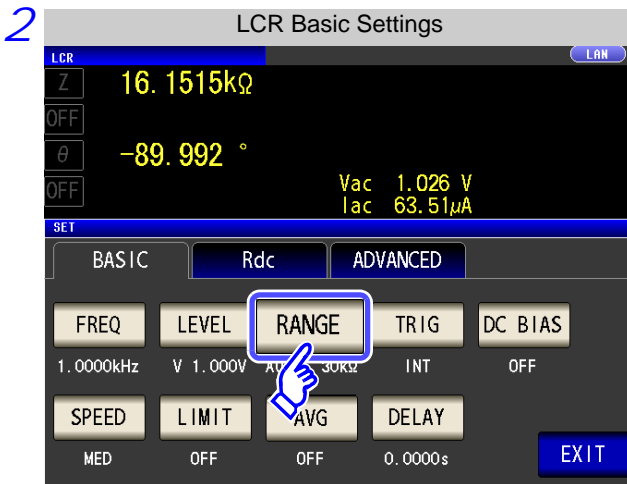 2
LCR Basic Settings
LCR
LAN
Z 16.1515kΩ
OFF
θ -89.992 °
OFF
Vac 1.026 V
Iac 63.51μA
SET
BASIC Rdc ADVANCED
FREQ LEVEL RANGE TRIG DC BIAS
1.0000kHz V 1.000V 30kΩ INT OFF
SPEED LIMIT AVG DELAY
MED OFF OFF 0.0000s
EXIT